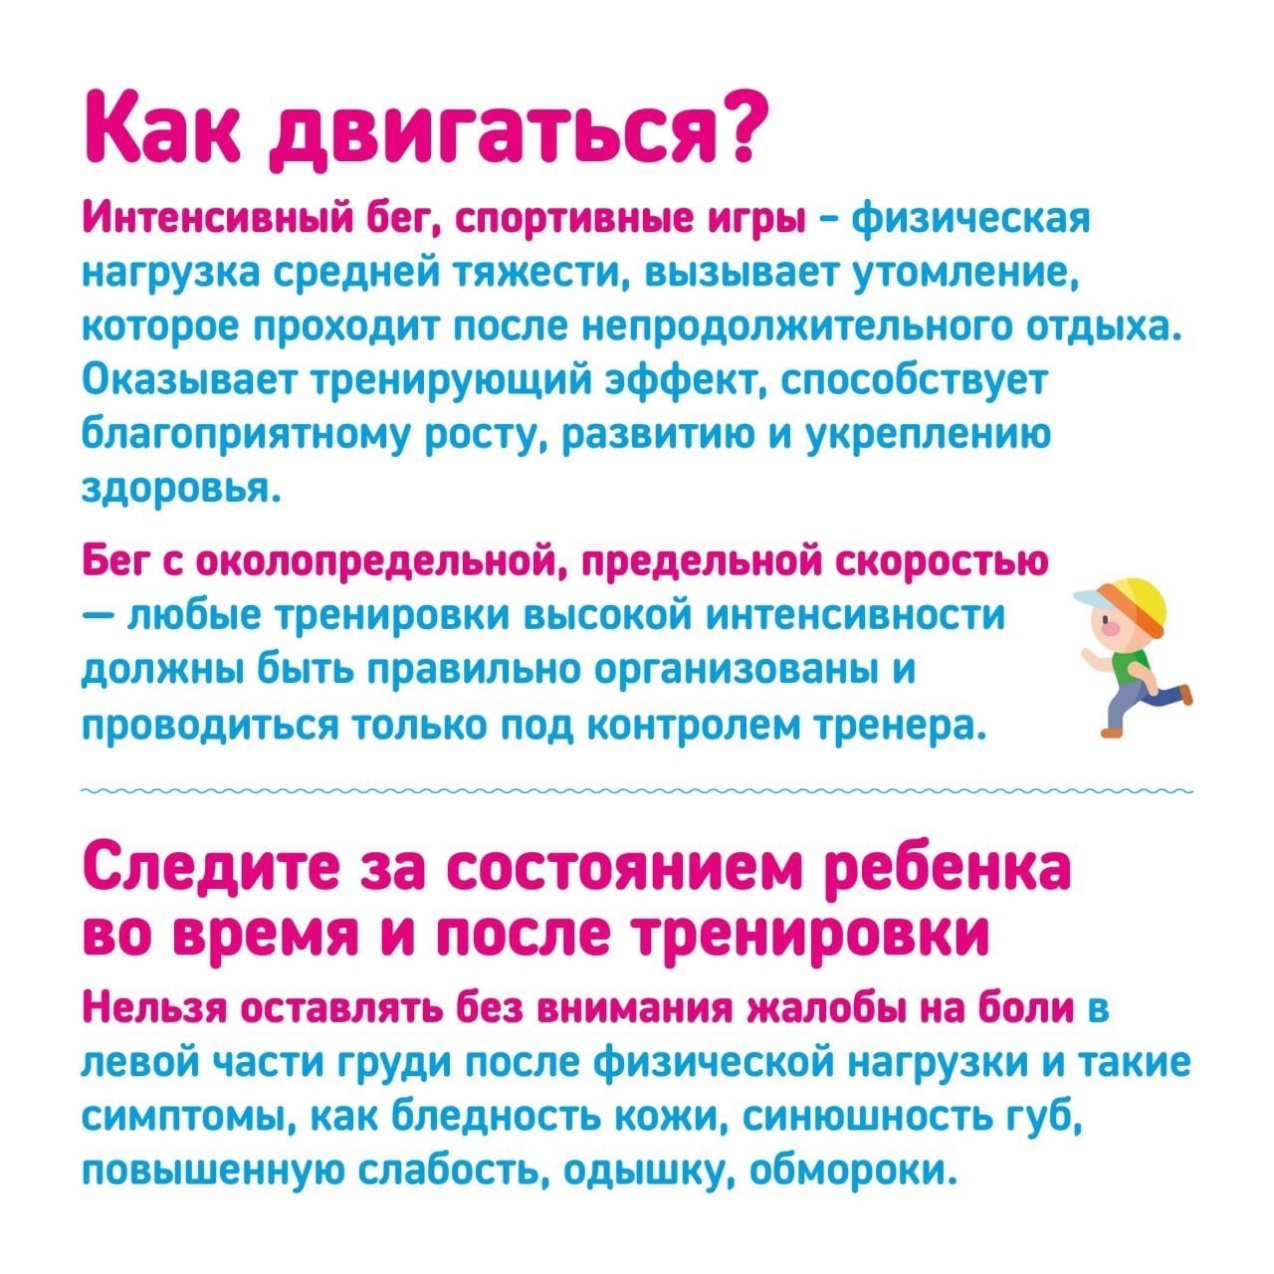 Как двигаться?
Интенсивный бег, спортивные игры – физическая
нагрузка средней тяжести, вызывает утомление,
которое проходит после непродолжительного отдыха.
Оказывает тренирующий эффект, способствует
благоприятному росту, развитию и укреплению
здоровья.
Бег с околопредельной, предельной скоростью
— любые тренировки высокой интенсивности
должны быть правильно организованы и
проводиться только под контролем тренера.
Следите за состоянием ребенка
во время и после тренировки
Нельзя оставлять без внимания жалобы на боли в
левой части груди после физической нагрузки и такие
симптомы, как бледность кожи, синюшность губ,
повышенную слабость, одышку, обмороки.